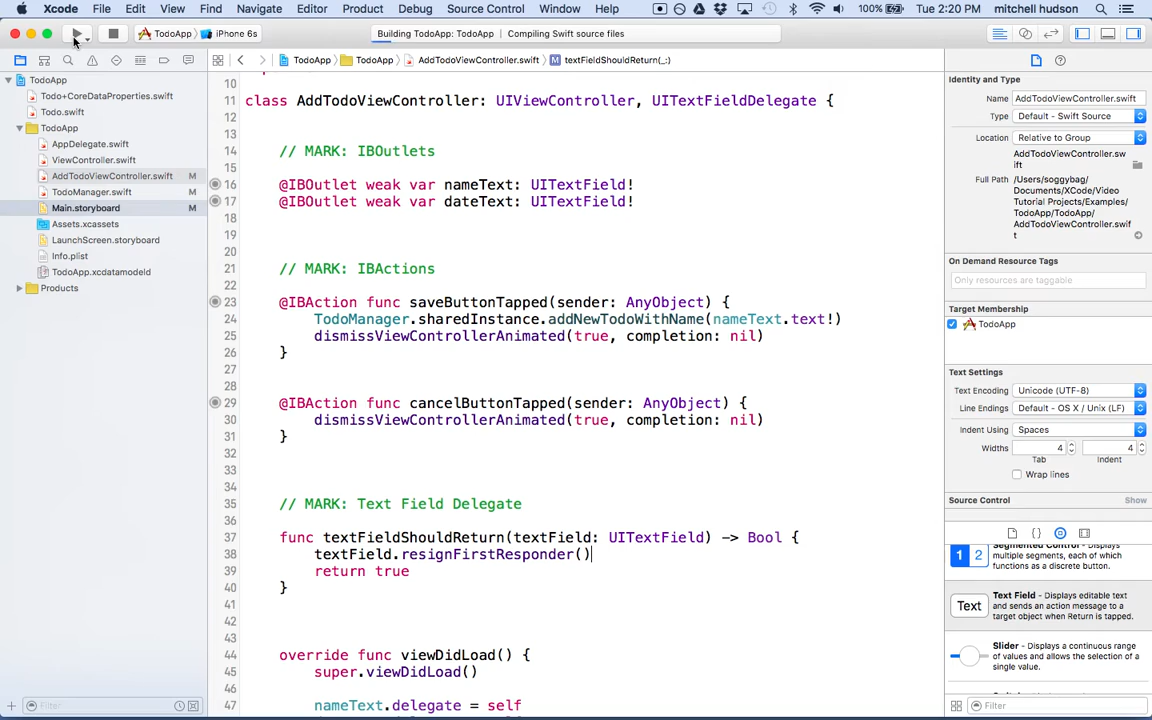 Xcode File Edit View Find Navigate Editor Product Debug Source Control Window Help 100% Tue 2:20 PM mitchell hudson
TodoApp iPhone 6s
Building TodoApp: TodoApp Compiling Swift source files
TodoApp TodoApp AddTodoViewController.swift textFieldShouldReturn(_:)
TodoApp
Todo+CoreDataProperties.swift
Todo.swift
TodoApp
AppDelegate.swift
ViewController.swift
AddTodoViewController.swift M
TodoManager.swift M
Main.storyboard M
Assets.xcassets
LaunchScreen.storyboard
Info.plist
TodoApp.xcdatamodeld
Products
Filter
10
11 class AddTodoViewController: UIViewController, UITextFieldDelegate {
12
13
14 // MARK: IBOutlets
15
16 @IBOutlet weak var nameText: UITextField!
17 @IBOutlet weak var dateText: UITextField!
18
19
20
21 // MARK: IBActions
22
23 @IBAction func saveButtonTapped(sender: AnyObject) {
24 TodoManager.sharedInstance.addNewTodoWithName(nameText.text!)
25 dismissViewControllerAnimated(true, completion: nil)
26 }
27
28
29 @IBAction func cancelButtonTapped(sender: AnyObject) {
30 dismissViewControllerAnimated(true, completion: nil)
31 }
32
33
34
35 // MARK: Text Field Delegate
36
37 func textFieldShouldReturn(textField: UITextField) -> Bool {
38 textField.resignFirstResponder()
39 return true
40 }
41
42
43
44 override func viewDidLoad() {
45 super.viewDidLoad()
46
47 nameText.delegate = self
Identity and Type
Name AddTodoViewController.swift
Type Default - Swift Source
Location Relative to Group
AddTodoViewController.sw
ift
Full Path /Users/soggybag/
Documents/XCode/Video
Tutorial Projects/Examples/
TodoApp/TodoApp/
AddTodoViewController.swif
t
On Demand Resource Tags
Only resources are taggable
Target Membership
TodoApp
Text Settings
Text Encoding Unicode (UTF-8)
Line Endings Default - OS X / Unix (LF)
Indent Using Spaces
Widths 4 4
Tab Indent
Wrap lines
Source Control Show
Segmented Control - Displays
1 2 multiple segments, each of which
functions as a discrete button.
Text Text Field - Displays editable text
and sends an action message to a
target object when Return is tapped.
Slider - Displays a continuous range
of values and allows the selection of a
single value.
Filter